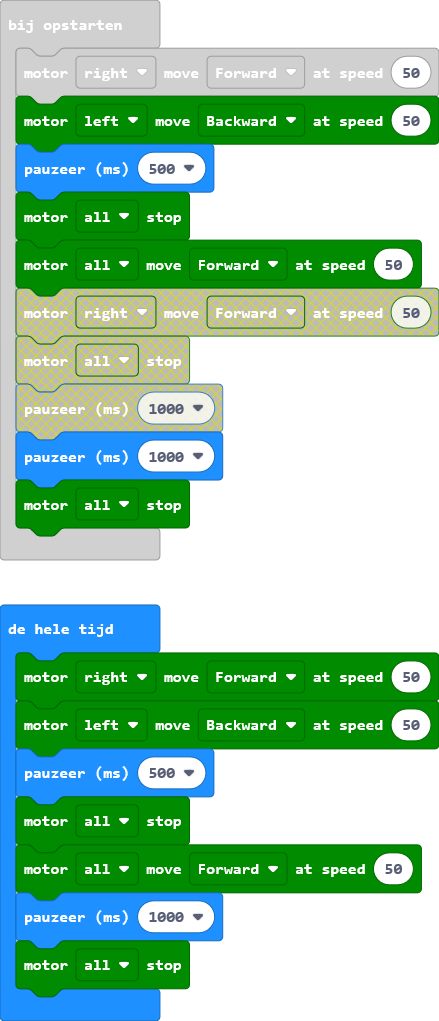 bij opstarten
motor right move Forward at speed 50
motor left move Backward at speed 50
pauzeer (ms) 500
motor all stop
motor all move Forward at speed 50
motor right move Forward at speed 50
motor all stop
pauzeer (ms) 1000
pauzeer (ms) 1000
motor all stop
de hele tijd
motor right move Forward at speed 50
motor left move Backward at speed 50
pauzeer (ms) 500
motor all stop
motor all move Forward at speed 50
pauzeer (ms) 1000
motor all stop